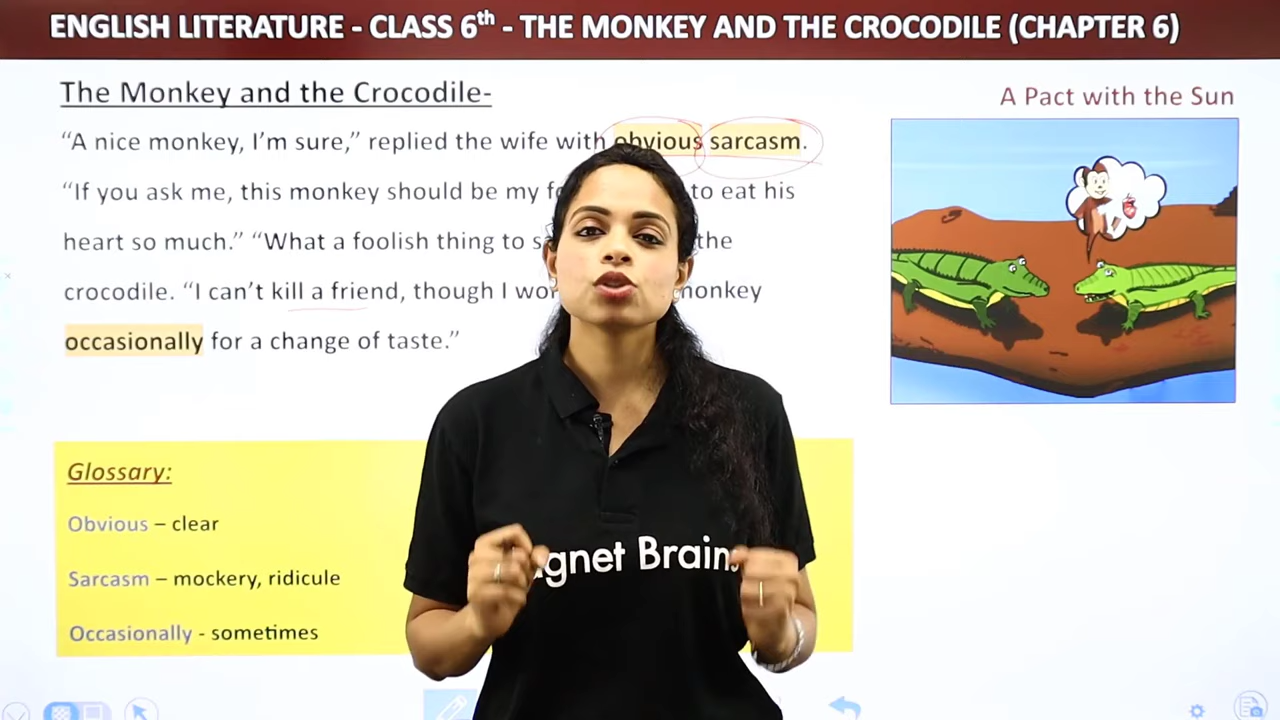 ENGLISH LITERATURE - CLASS 6th - THE MONKEY AND THE CROCODILE (CHAPTER 6)
The Monkey and the Crocodile-
A Pact with the Sun
“A nice monkey, I’m sure,” replied the wife with obvious sarcasm.
“If you ask me, this monkey should be my to eat his
heart so much.” “What a foolish thing to the
crocodile. “I can’t kill a friend, though I monkey
occasionally for a change of taste.”
Glossary:
Obvious – clear
Sarcasm – mockery, ridicule
Occasionally - sometimes
Brain